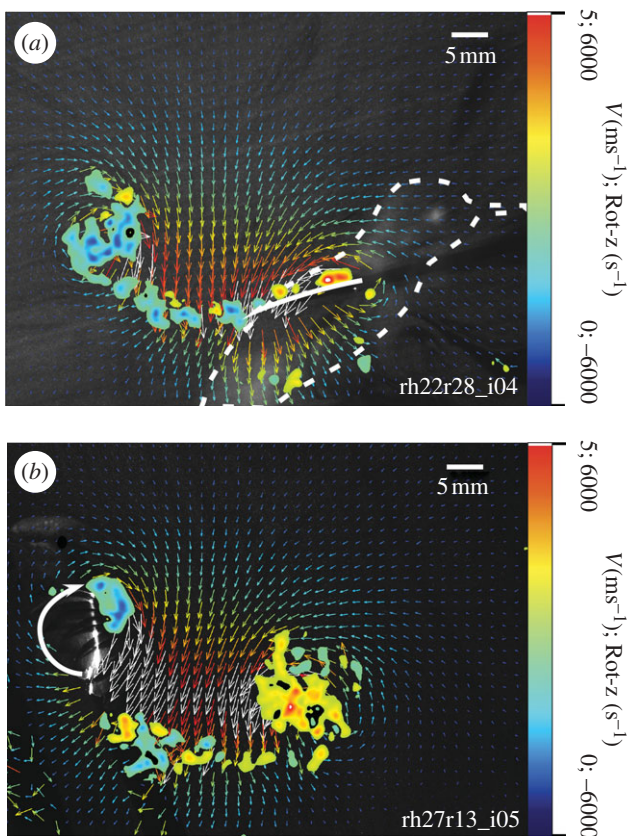 (a)
5 mm
5; 6000
V (ms⁻¹); Rot-z (s⁻¹)
0; –6000
rh22r28_i04
(b)
5 mm
5; 6000
V (ms⁻¹); Rot-z (s⁻¹)
0; –6000
rh27r13_i05